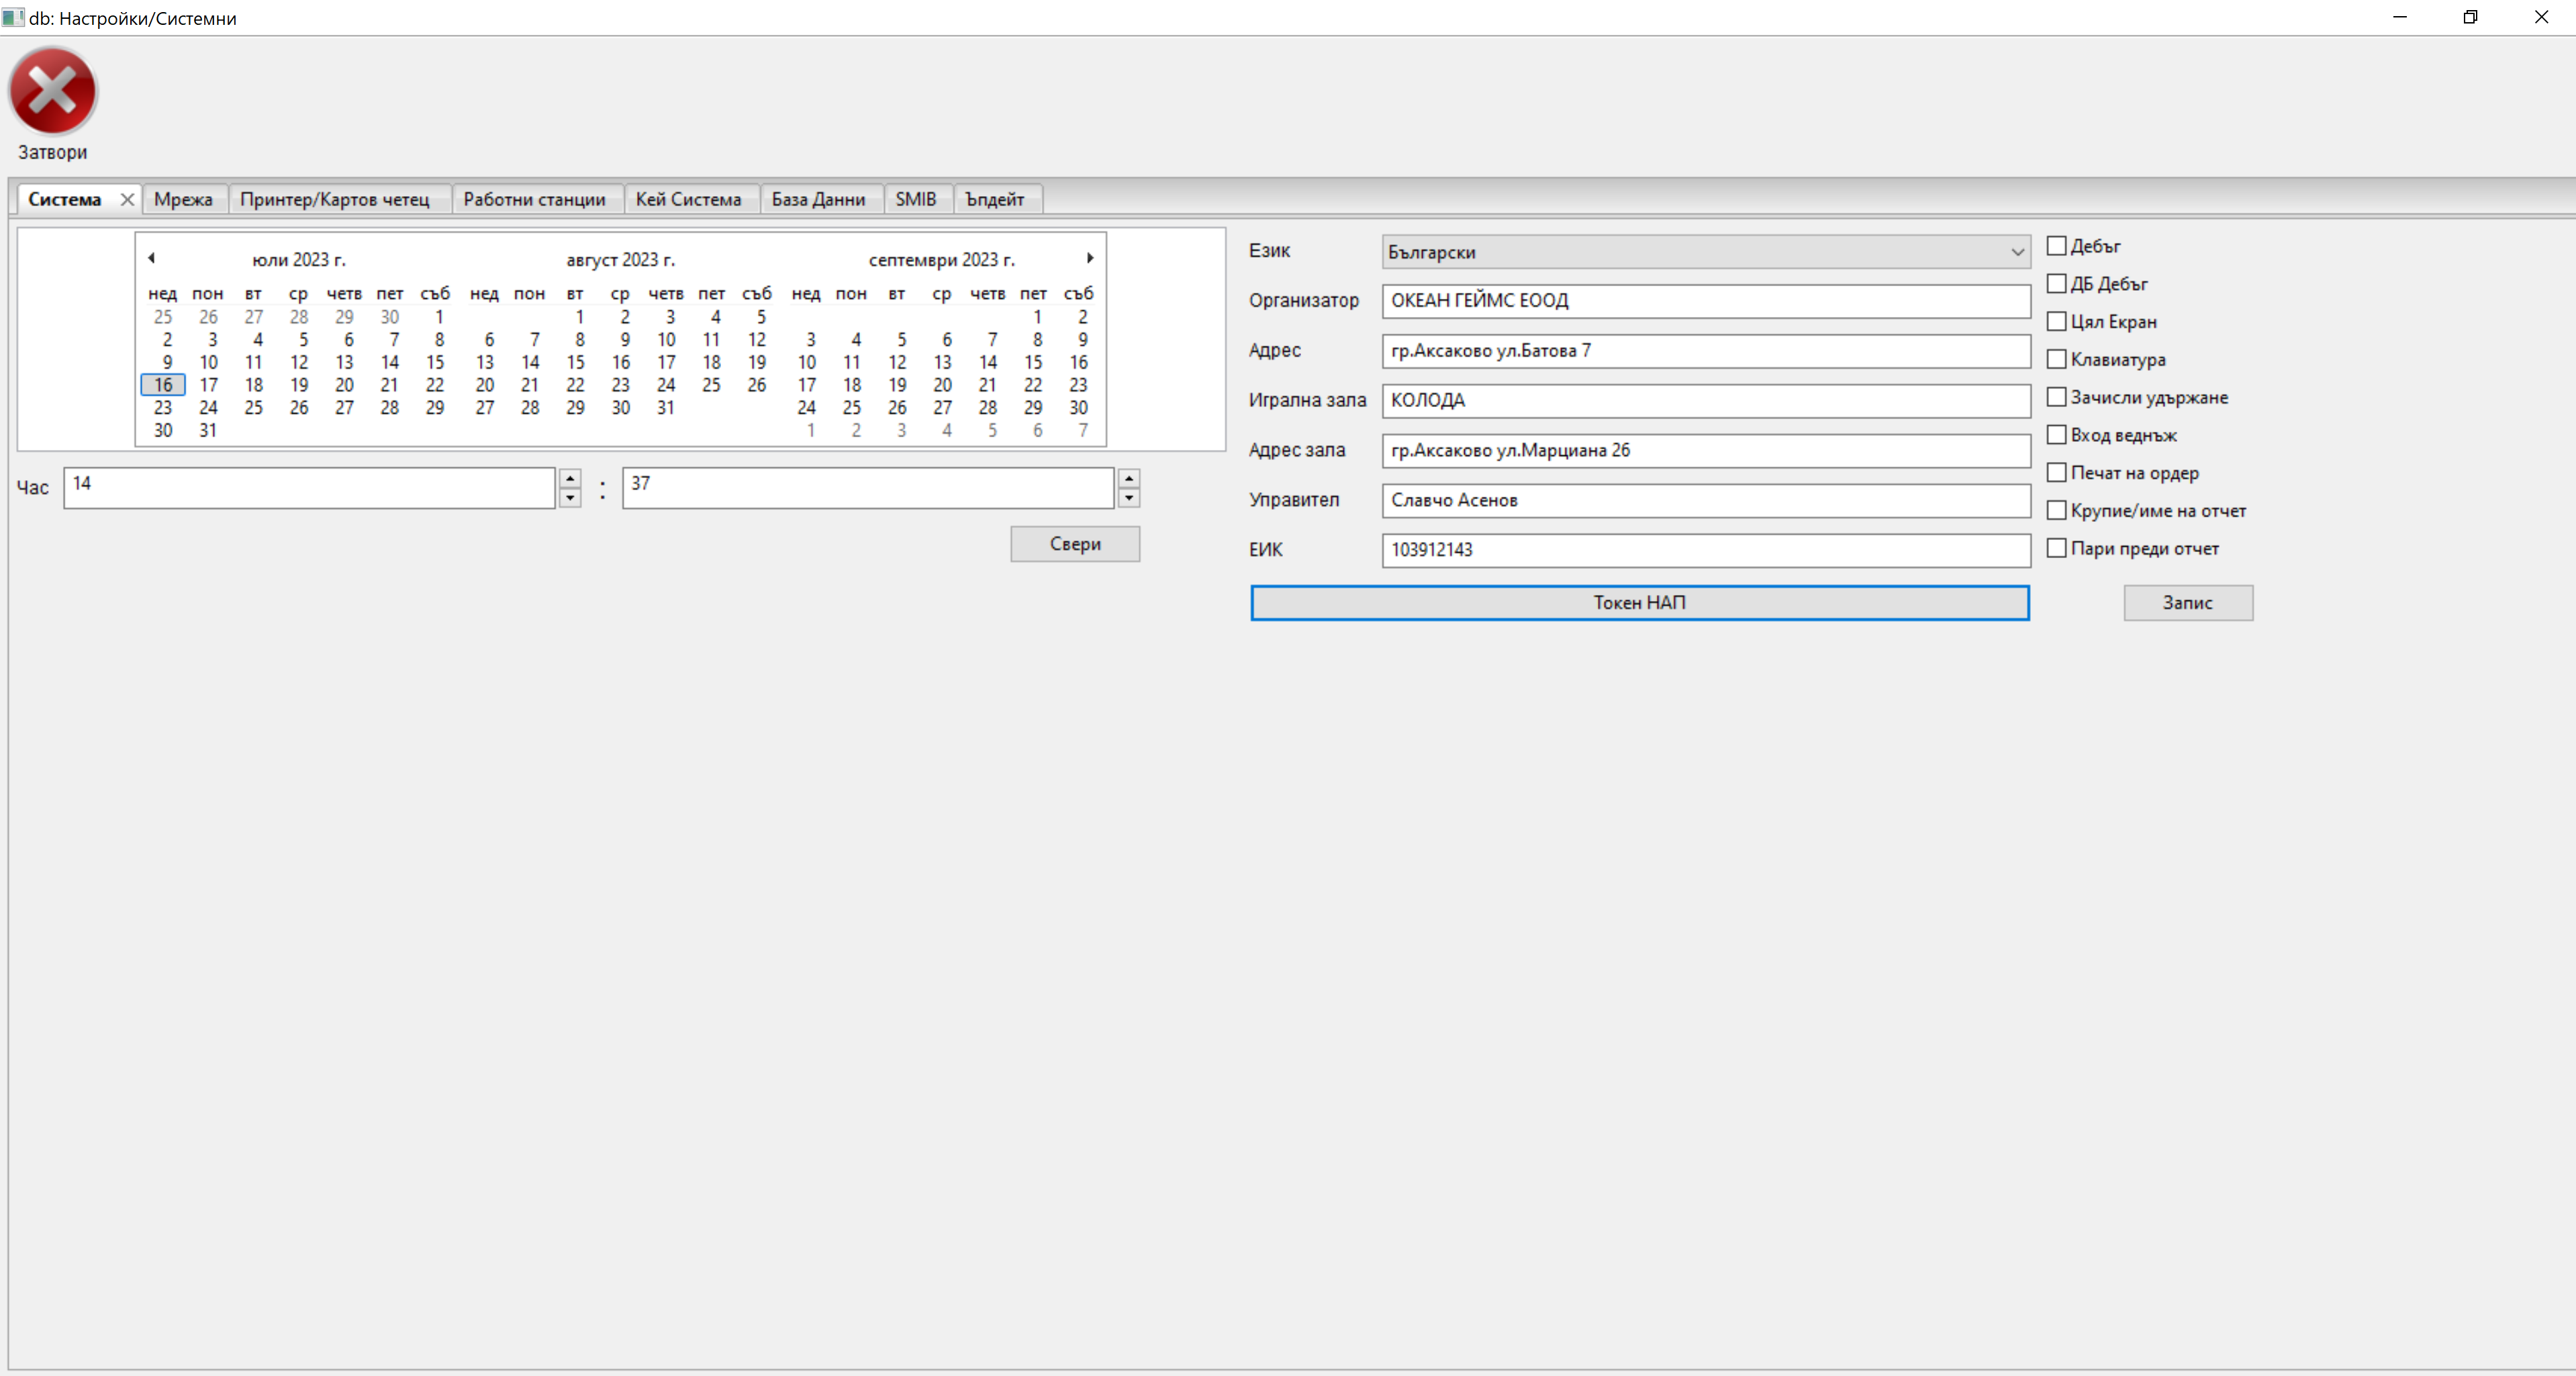 db: Настройки/Системни
Затвори
Система Мрежа Принтер/Картов четец Работни станции Кей Система База Данни SMIB Ъпдейт
юли 2023 г. август 2023 г. септември 2023 г.
нед пон вт ср четв пет съб нед пон вт ср четв пет съб нед пон вт ср четв пет съб
25 26 27 28 29 30 1 1 2 3 4 5 1 2
2 3 4 5 6 7 8 6 7 8 9 10 11 12 3 4 5 6 7 8 9
9 10 11 12 13 14 15 13 14 15 16 17 18 19 10 11 12 13 14 15 16
16 17 18 19 20 21 22 20 21 22 23 24 25 26 17 18 19 20 21 22 23
23 24 25 26 27 28 29 27 28 29 30 31 24 25 26 27 28 29 30
30 31 1 2 3 4 5 6 7
Час 14 : 37
Свери
Език Български
Организатор ОКЕАН ГЕЙМС ЕООД
Адрес гр.Аксаково ул.Батова 7
Игрална зала КОЛОДА
Адрес зала гр.Аксаково ул.Марциана 26
Управител Славчо Асенов
ЕИК 103912143
Токен НАП
Дебъг
ДБ Дебъг
Цял Екран
Клавиатура
Зачисли удържане
Вход веднъж
Печат на ордер
Крупие/име на отчет
Пари преди отчет
Запис